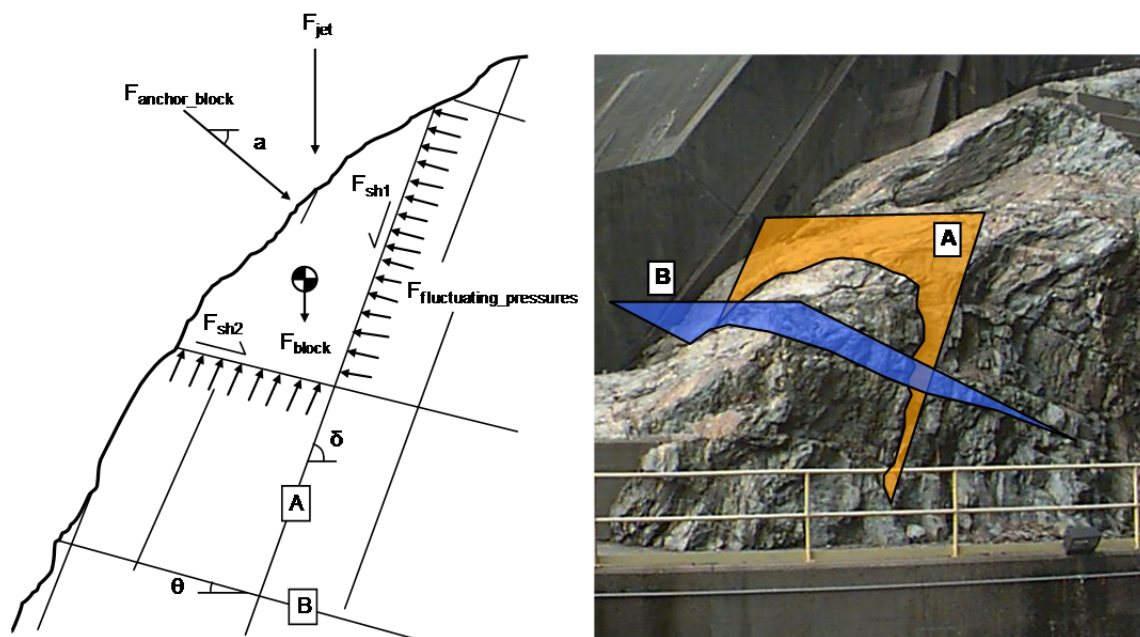 F_jet
F_anchor_block
a
F_sh1
F_fluctuating_pressures
F_sh2
F_block
δ
A
θ
B
A
B